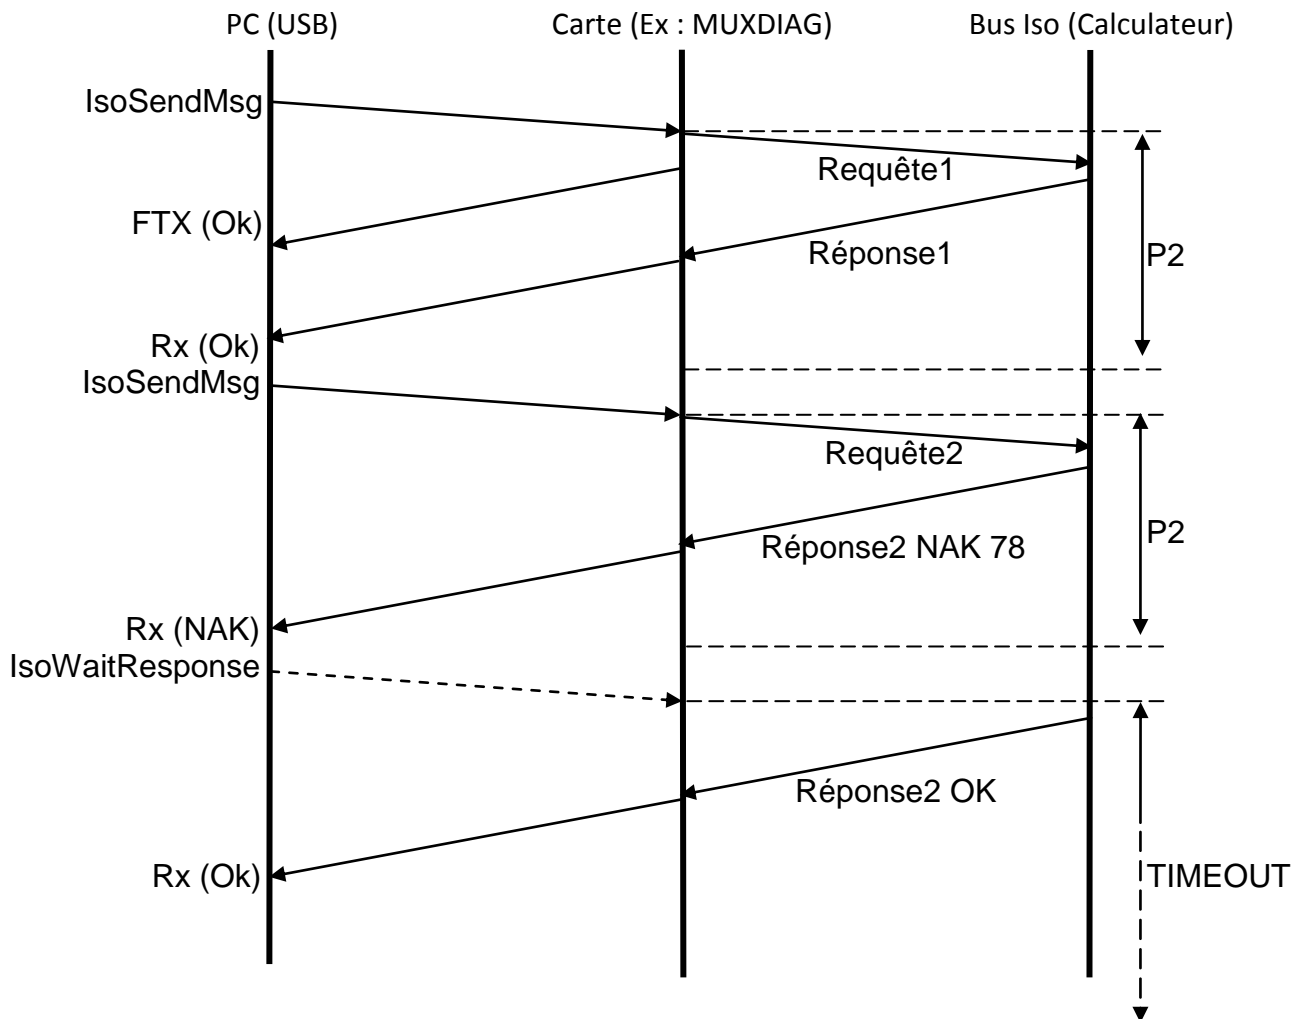 PC (USB)
Carte (Ex : MUXDIAG)
Bus Iso (Calculateur)
IsoSendMsg
Requête1
FTX (Ok)
Réponse1
P2
Rx (Ok)
IsoSendMsg
Requête2
P2
Réponse2 NAK 78
Rx (NAK)
IsoWaitResponse
Réponse2 OK
Rx (Ok)
TIMEOUT